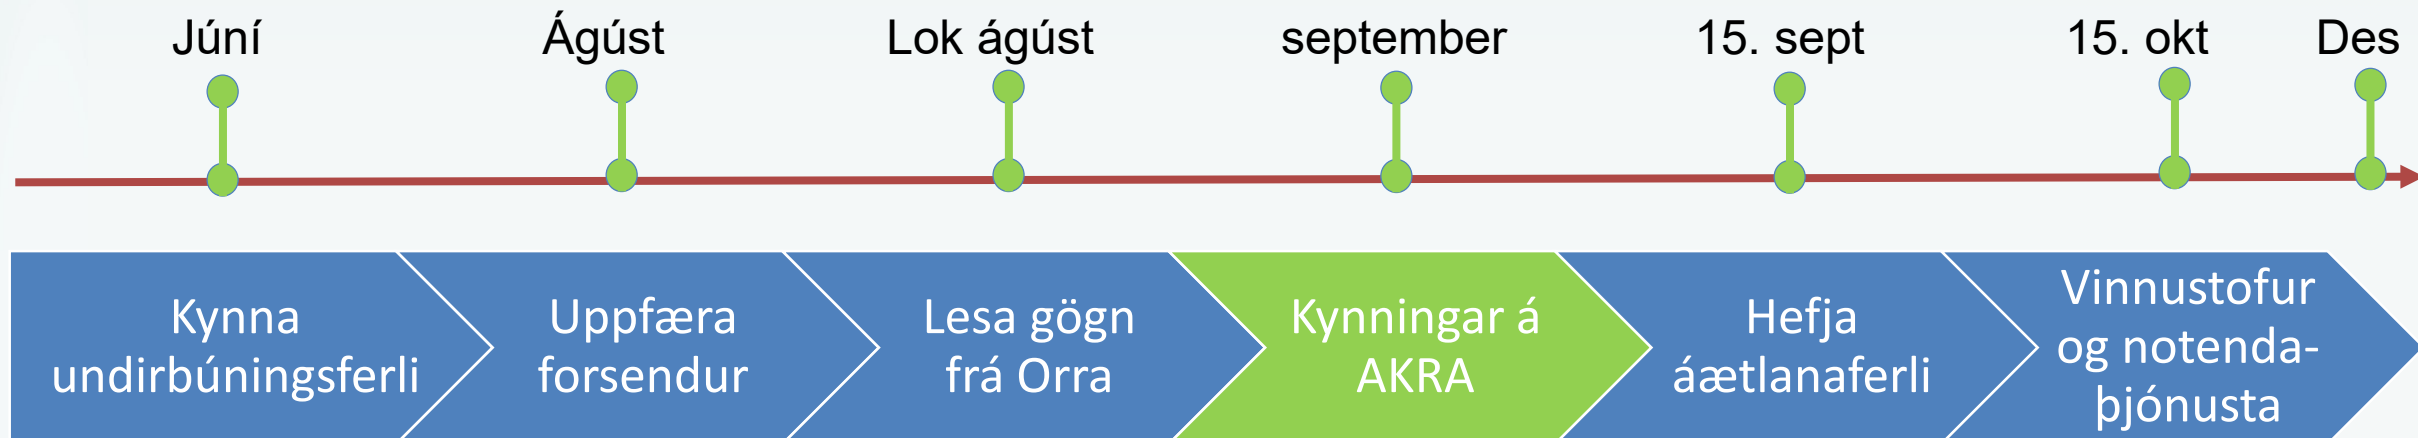 Júní
Ágúst
Lok ágúst
september
15. sept
15. okt
Des
Kynna
undirbúningsferli
Uppfæra
forsendur
Lesa gögn
frá Orra
Kynningar á
AKRA
Hefja
áætlanaferli
Vinnustofur
og notenda-
þjónusta